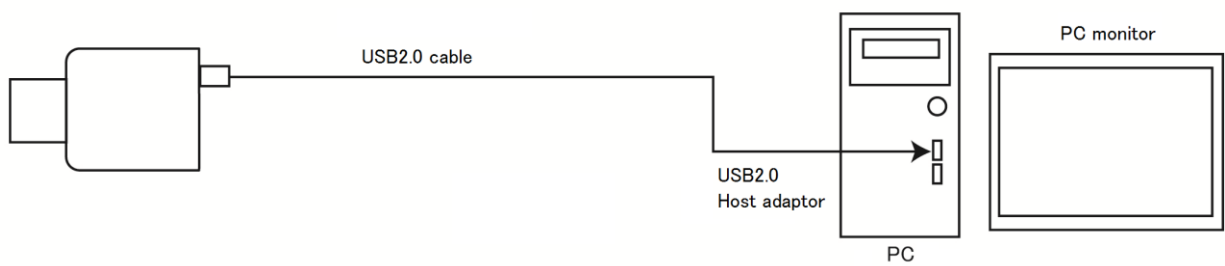 USB2.0 cable
PC monitor
USB2.0
Host adaptor
PC